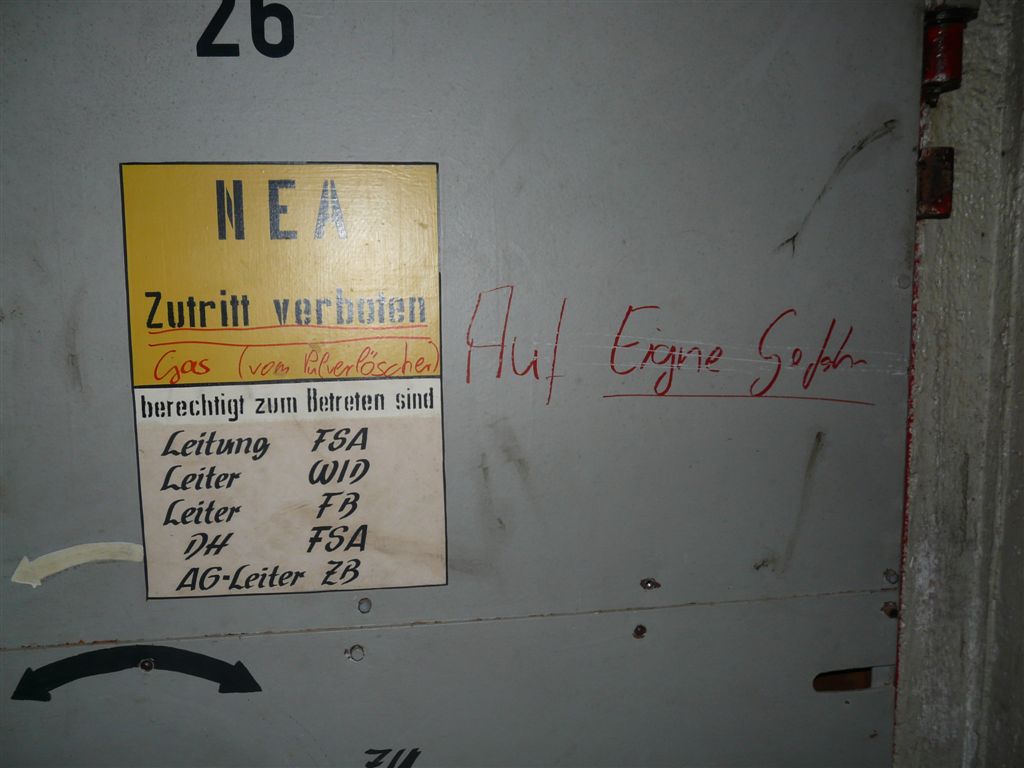 26
NEA
Zutritt verboten
Gas (vom Pulverlöscher)
Auf Eigne Gefahr
berechtigt zum Betreten sind
Leitung FSA
Leiter WID
Leiter FB
DH FSA
AG-Leiter ZB